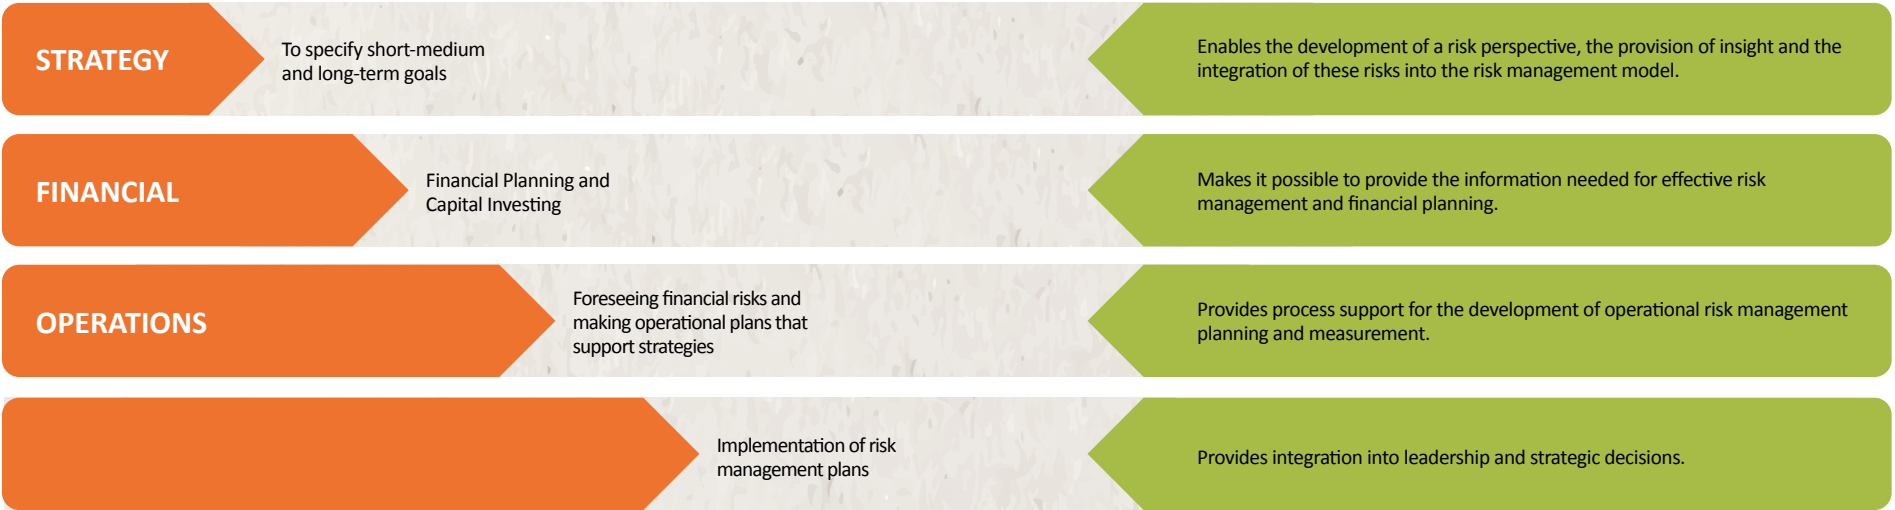 STRATEGY
To specify short-medium
and long-term goals
Enables the development of a risk perspective, the provision of insight and the
integration of these risks into the risk management model.
FINANCIAL
Financial Planning and
Capital Investing
Makes it possible to provide the information needed for effective risk
management and financial planning.
OPERATIONS
Foreseeing financial risks and
making operational plans that
support strategies
Provides process support for the development of operational risk management
planning and measurement.
Implementation of risk
management plans
Provides integration into leadership and strategic decisions.